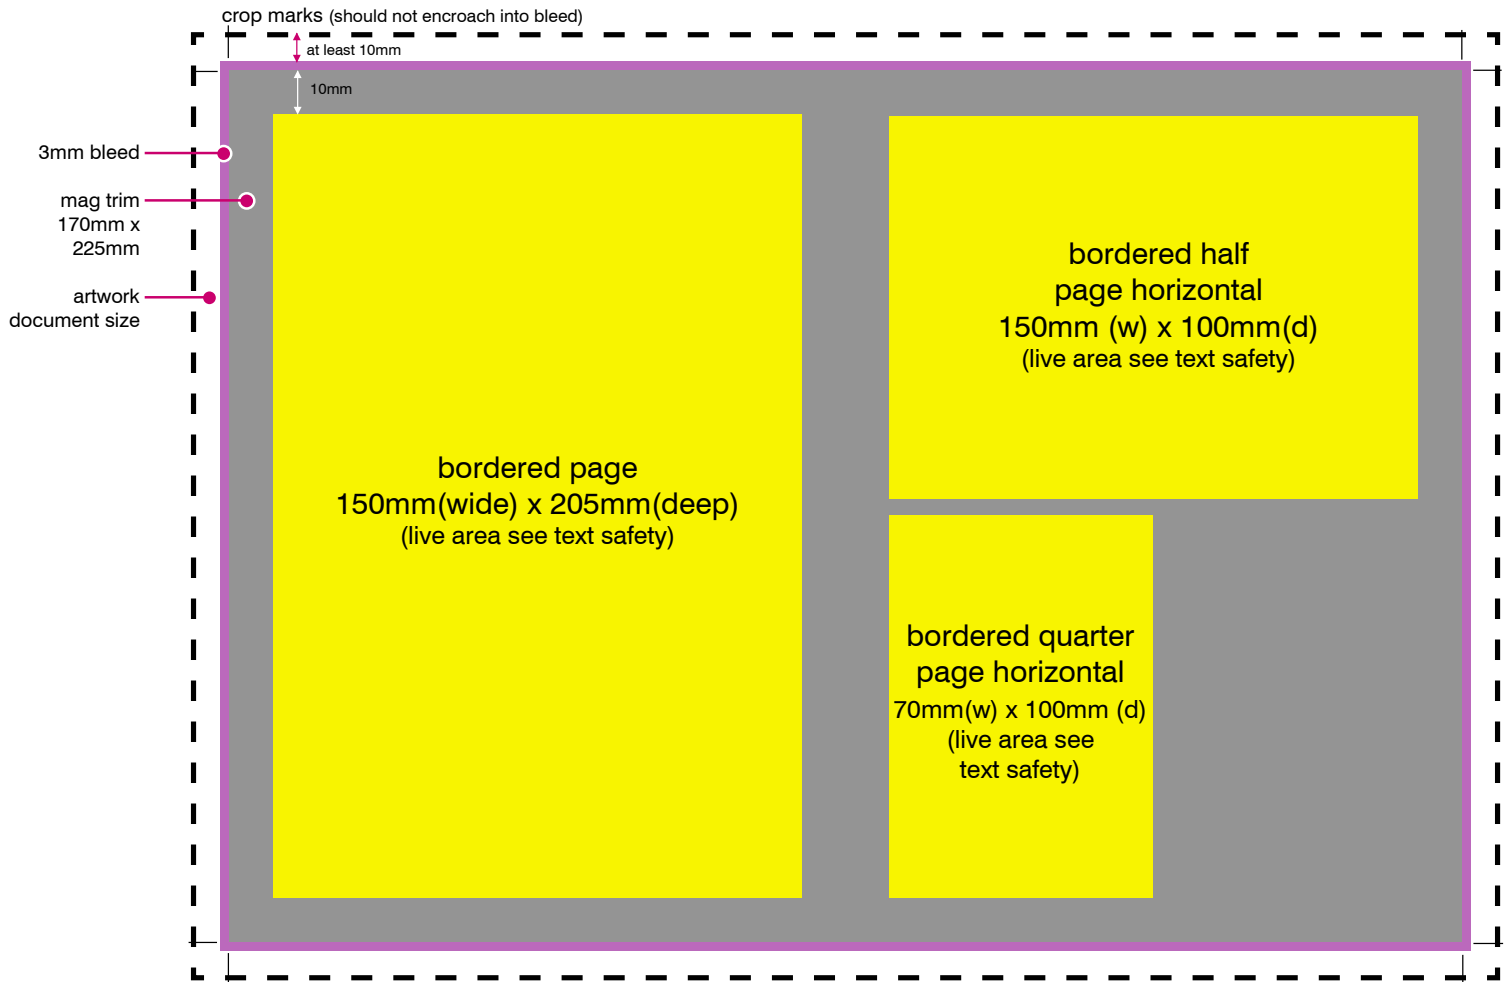 crop marks (should not encroach into bleed)
at least 10mm
10mm
3mm bleed
mag trim
170mm x
225mm
artwork
document size
bordered page
150mm(wide) x 205mm(deep)
(live area see text safety)
bordered half
page horizontal
150mm (w) x 100mm(d)
(live area see text safety)
bordered quarter
page horizontal
70mm(w) x 100mm (d)
(live area see
text safety)